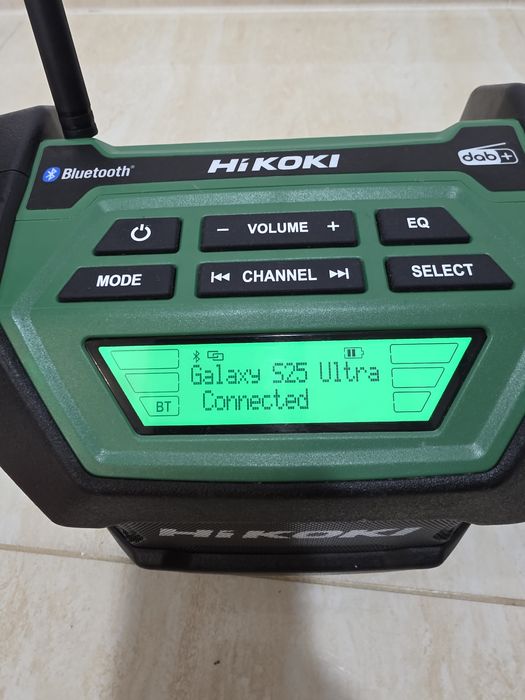 Bluetooth®
HiKOKI
dab+
− VOLUME +
EQ
MODE
CHANNEL
SELECT
Galaxy S25 Ultra
BT
Connected
HiKOKI